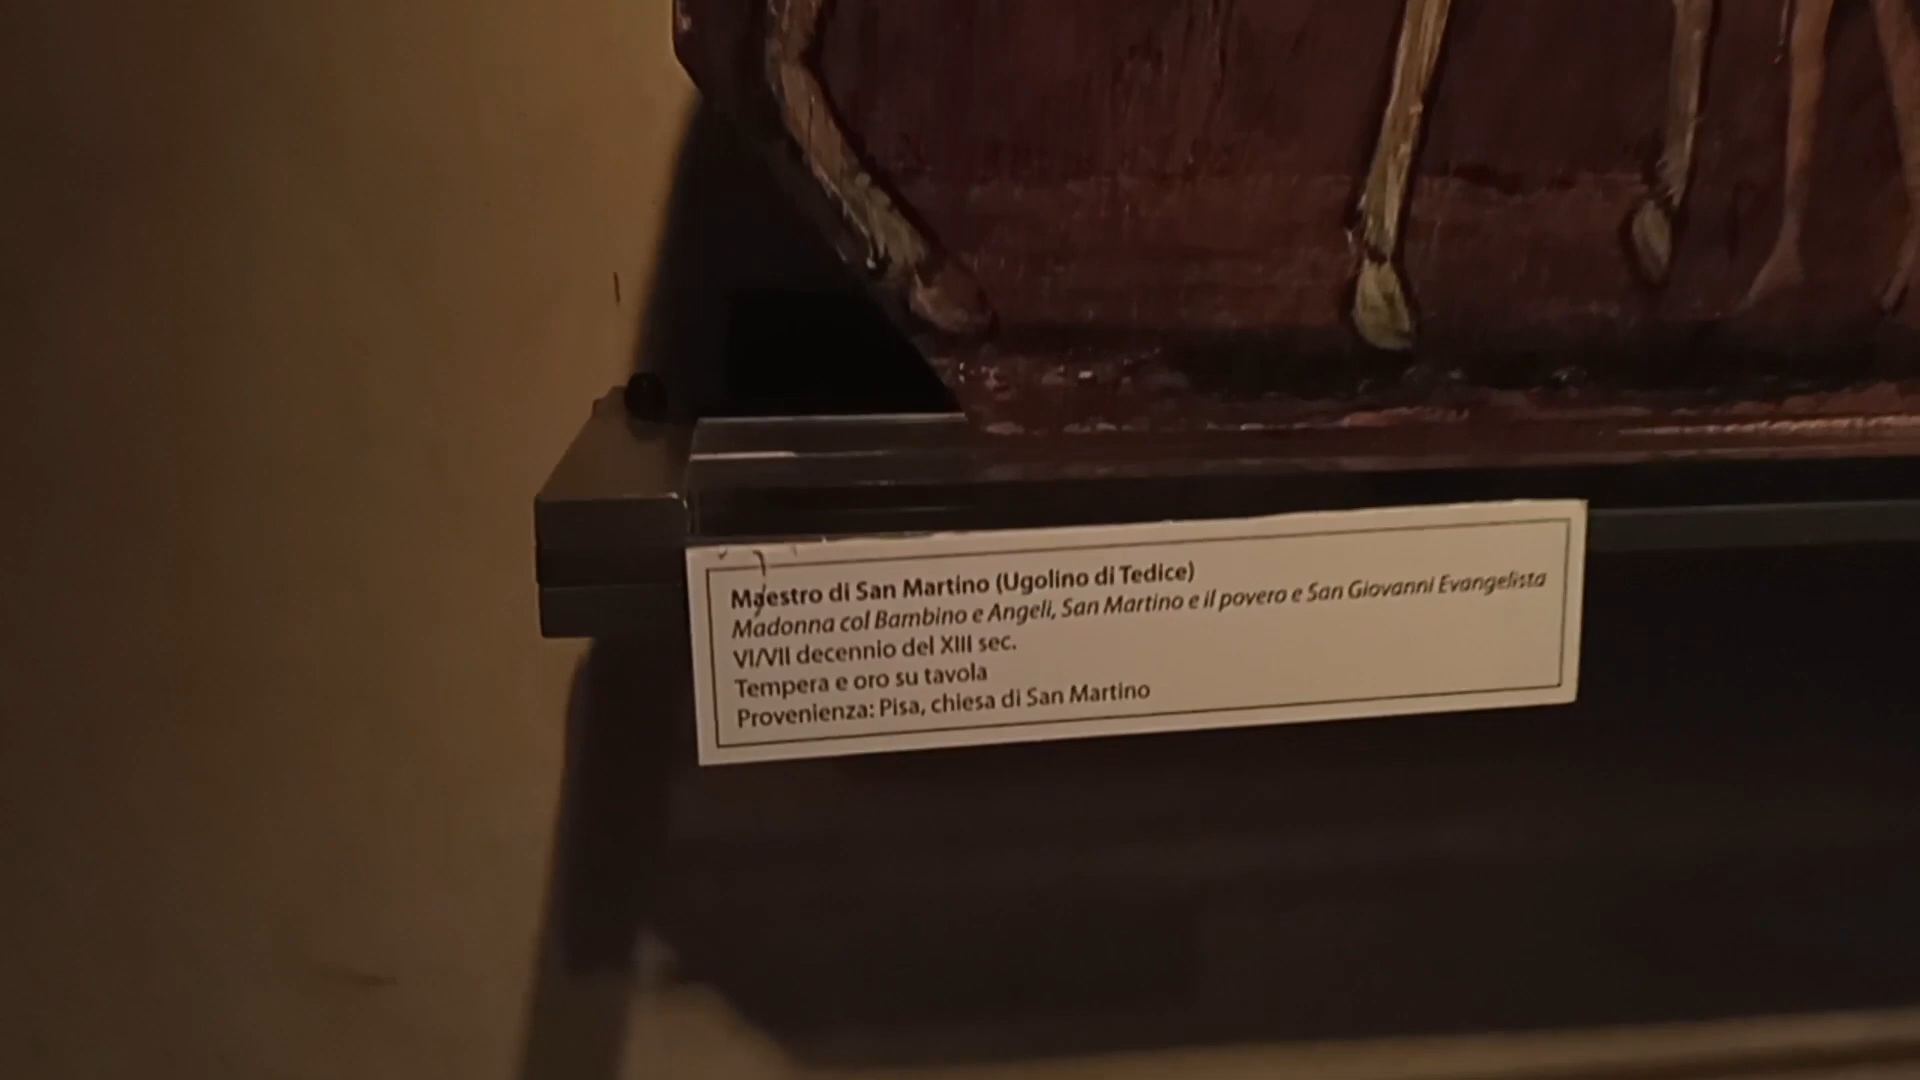 Maestro di San Martino (Ugolino di Tedice)
Madonna col Bambino e Angeli, San Martino e il povero e San Giovanni Evangelista
VI/VII decennio del XIII sec.
Tempera e oro su tavola
Provenienza: Pisa, chiesa di San Martino